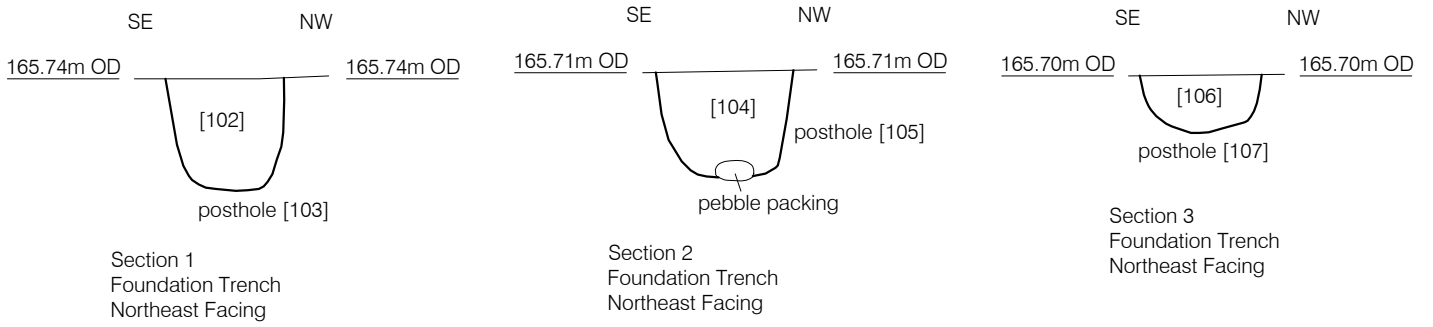 SE NW
165.74m OD 165.74m OD
[102]
posthole [103]
Section 1
Foundation Trench
Northeast Facing
SE NW
165.71m OD 165.71m OD
[104]
posthole [105]
pebble packing
Section 2
Foundation Trench
Northeast Facing
SE NW
165.70m OD 165.70m OD
[106]
posthole [107]
Section 3
Foundation Trench
Northeast Facing